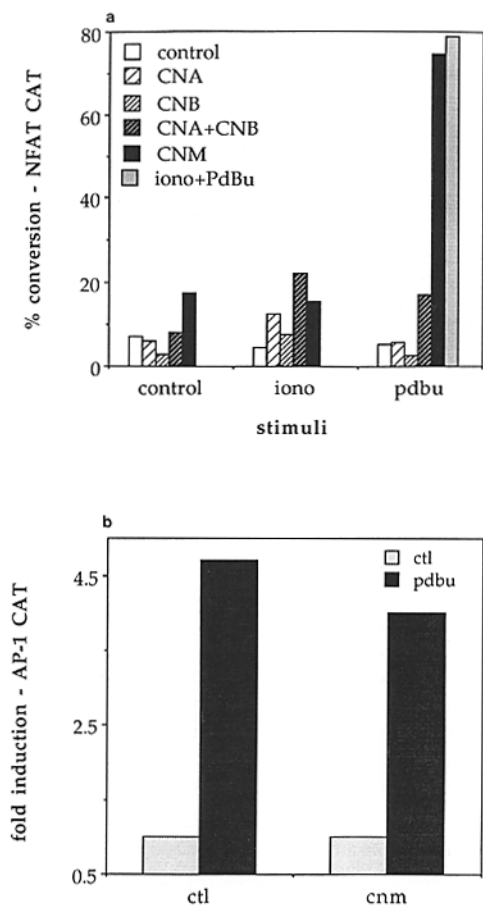 a
% conversion - NFAT CAT
80
60
40
20
0
control
CNA
CNB
CNA+CNB
CNM
iono+PdBu
control iono pdbu
stimuli
b
fold induction - AP-1 CAT
4.5
2.5
0.5
ctl
pdbu
ctl cnm